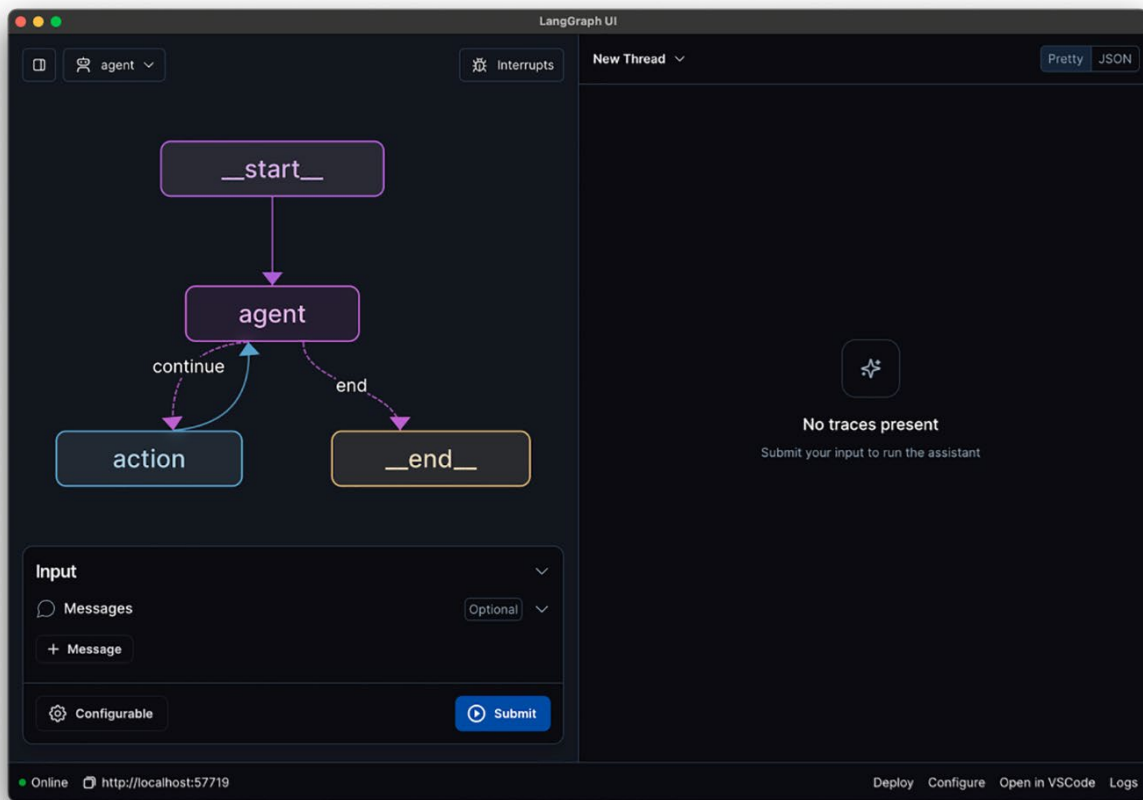 LangGraph UI
agent
Interrupts
__start__
agent
continue
end
action
__end__
Input
Messages
Optional
+ Message
Configurable
Submit
New Thread
Pretty JSON
No traces present
Submit your input to run the assistant
Online http://localhost:57719
Deploy Configure Open in VSCode Logs